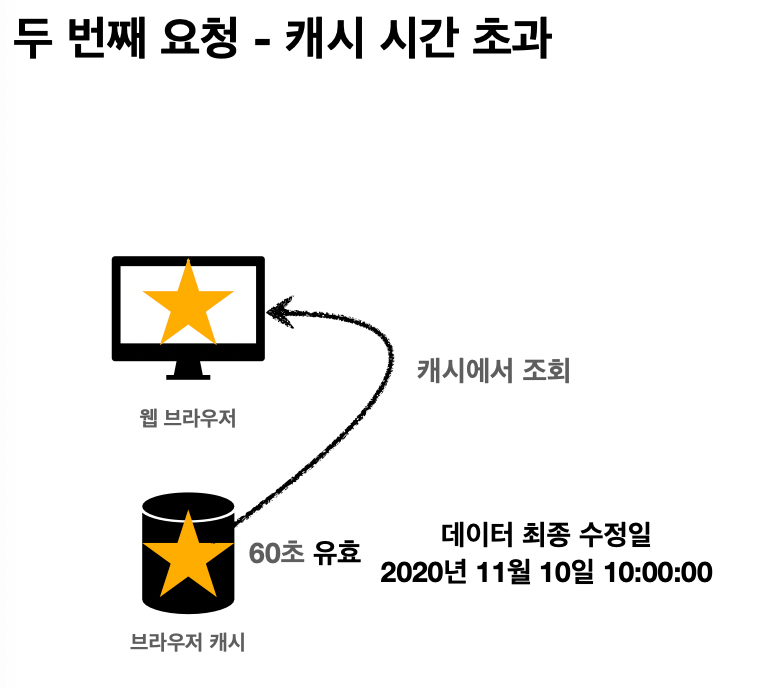 두 번째 요청 - 캐시 시간 초과
캐시에서 조회
웹 브라우저
60초 유효
데이터 최종 수정일
2020년 11월 10일 10:00:00
브라우저 캐시